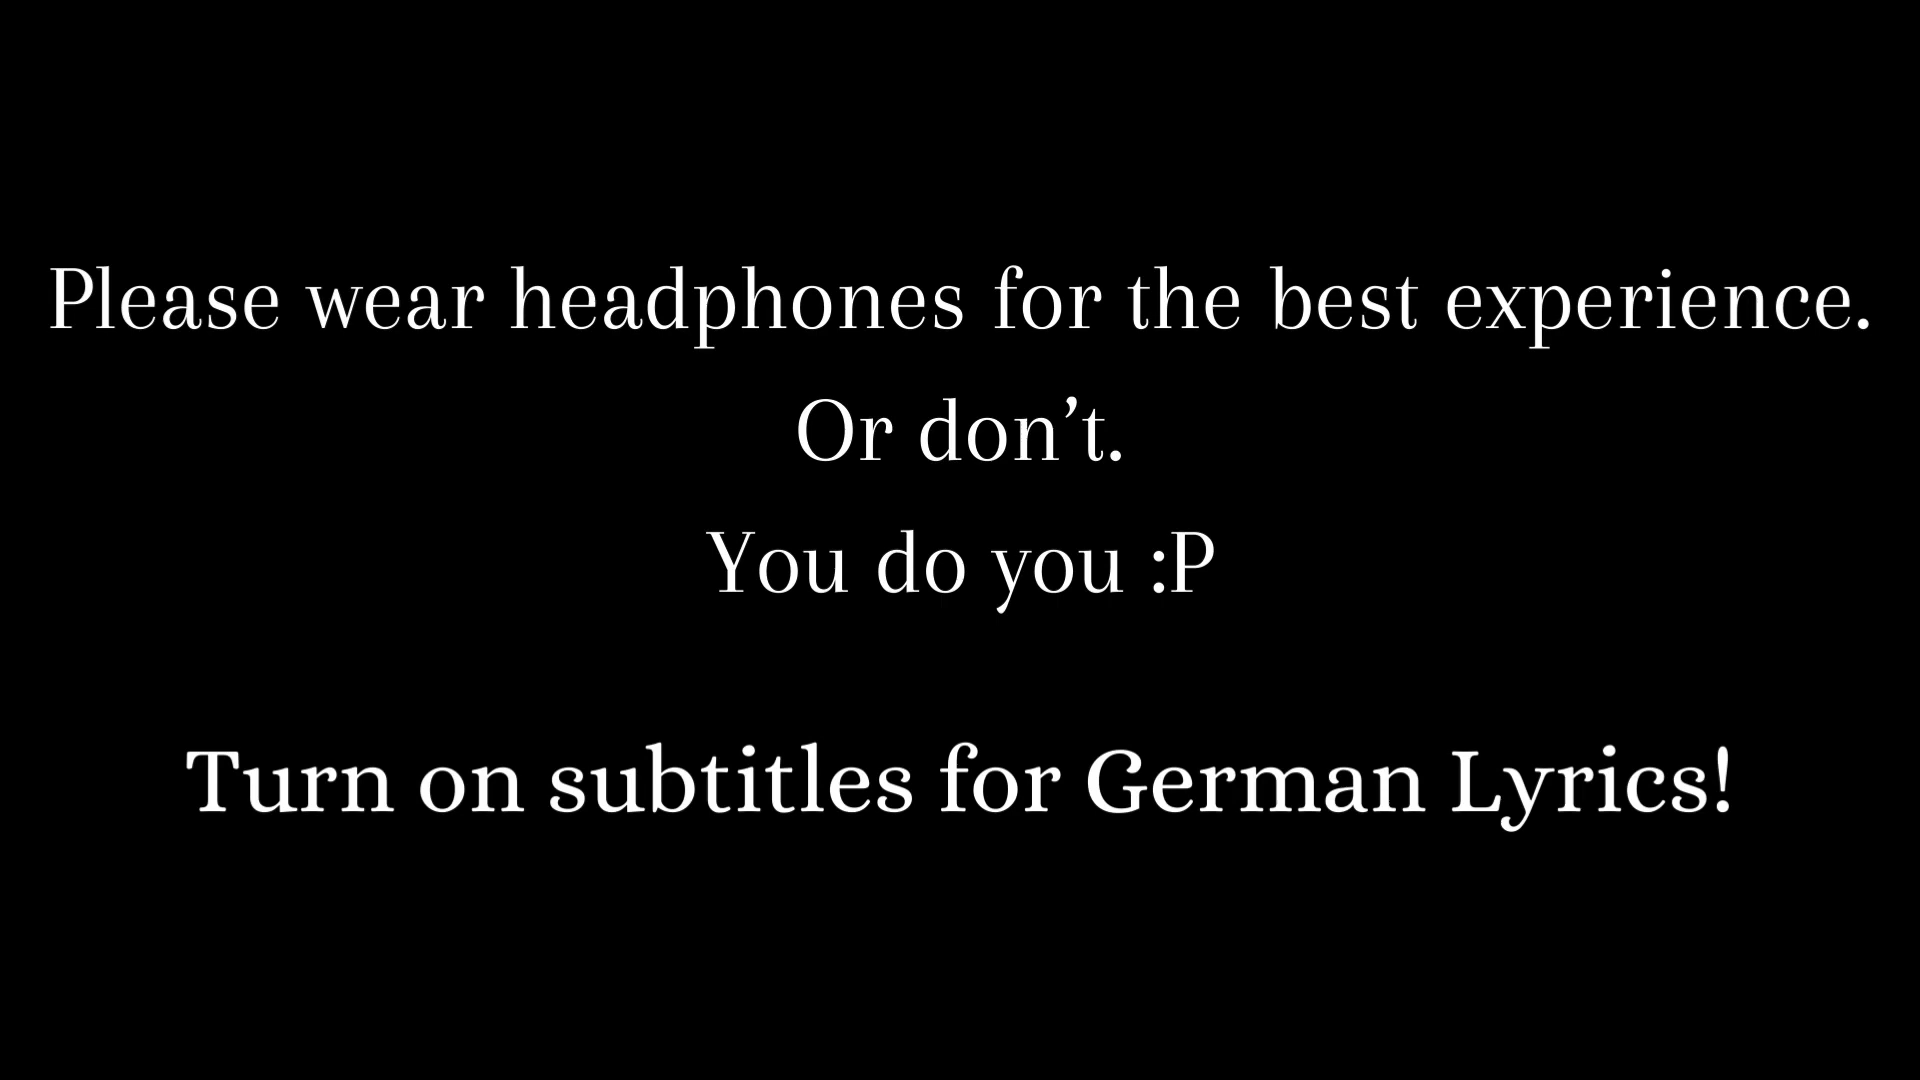 Please wear headphones for the best experience.
Or don’t.
You do you :P
Turn on subtitles for German Lyrics!